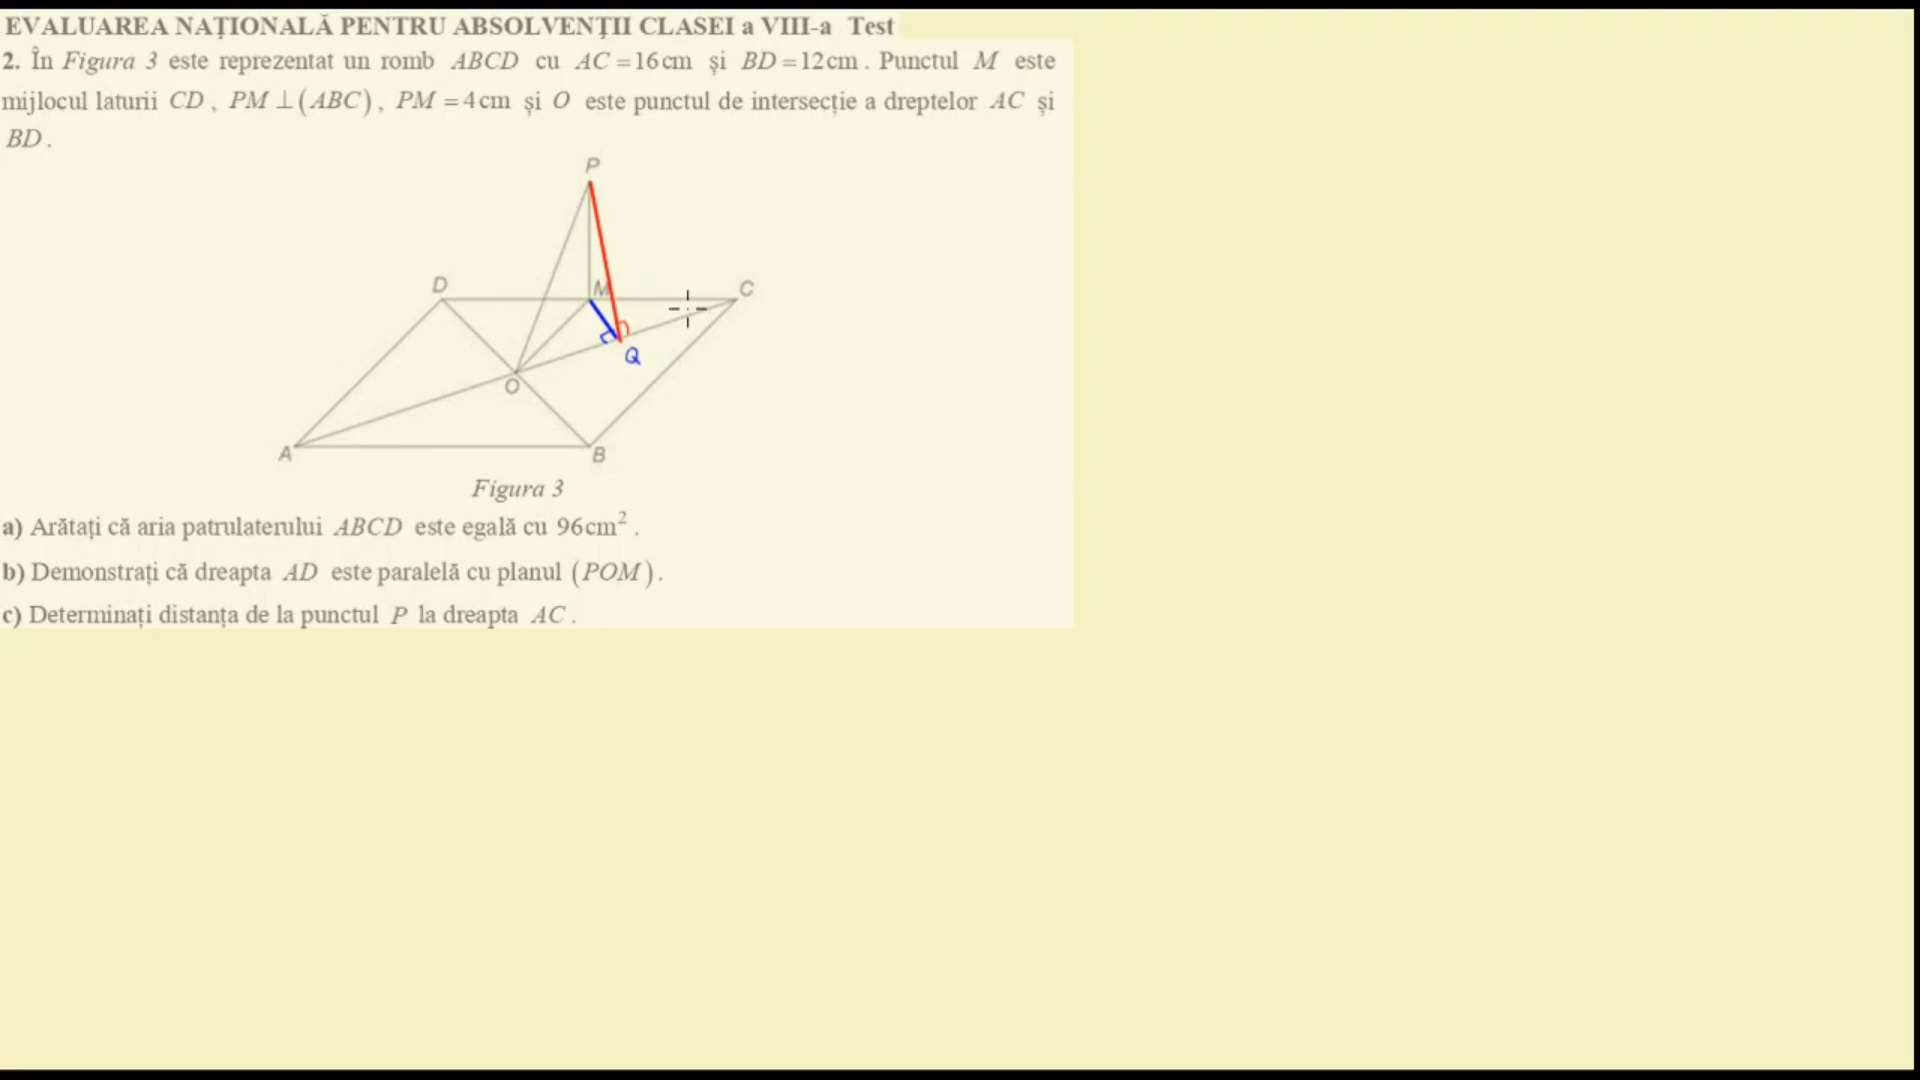 EVALUAREA NAȚIONALĂ PENTRU ABSOLVENȚII CLASEI a VIII-a Test
2. În Figura 3 este reprezentat un romb ABCD cu AC = 16 cm și BD = 12 cm . Punctul M este
mijlocul laturii CD , PM ⊥ (ABC) , PM = 4 cm și O este punctul de intersecție a dreptelor AC și
BD .
P
D
M
C
Q
O
A
B
Figura 3
a) Arătați că aria patrulaterului ABCD este egală cu 96 cm² .
b) Demonstrați că dreapta AD este paralelă cu planul (POM) .
c) Determinați distanța de la punctul P la dreapta AC .